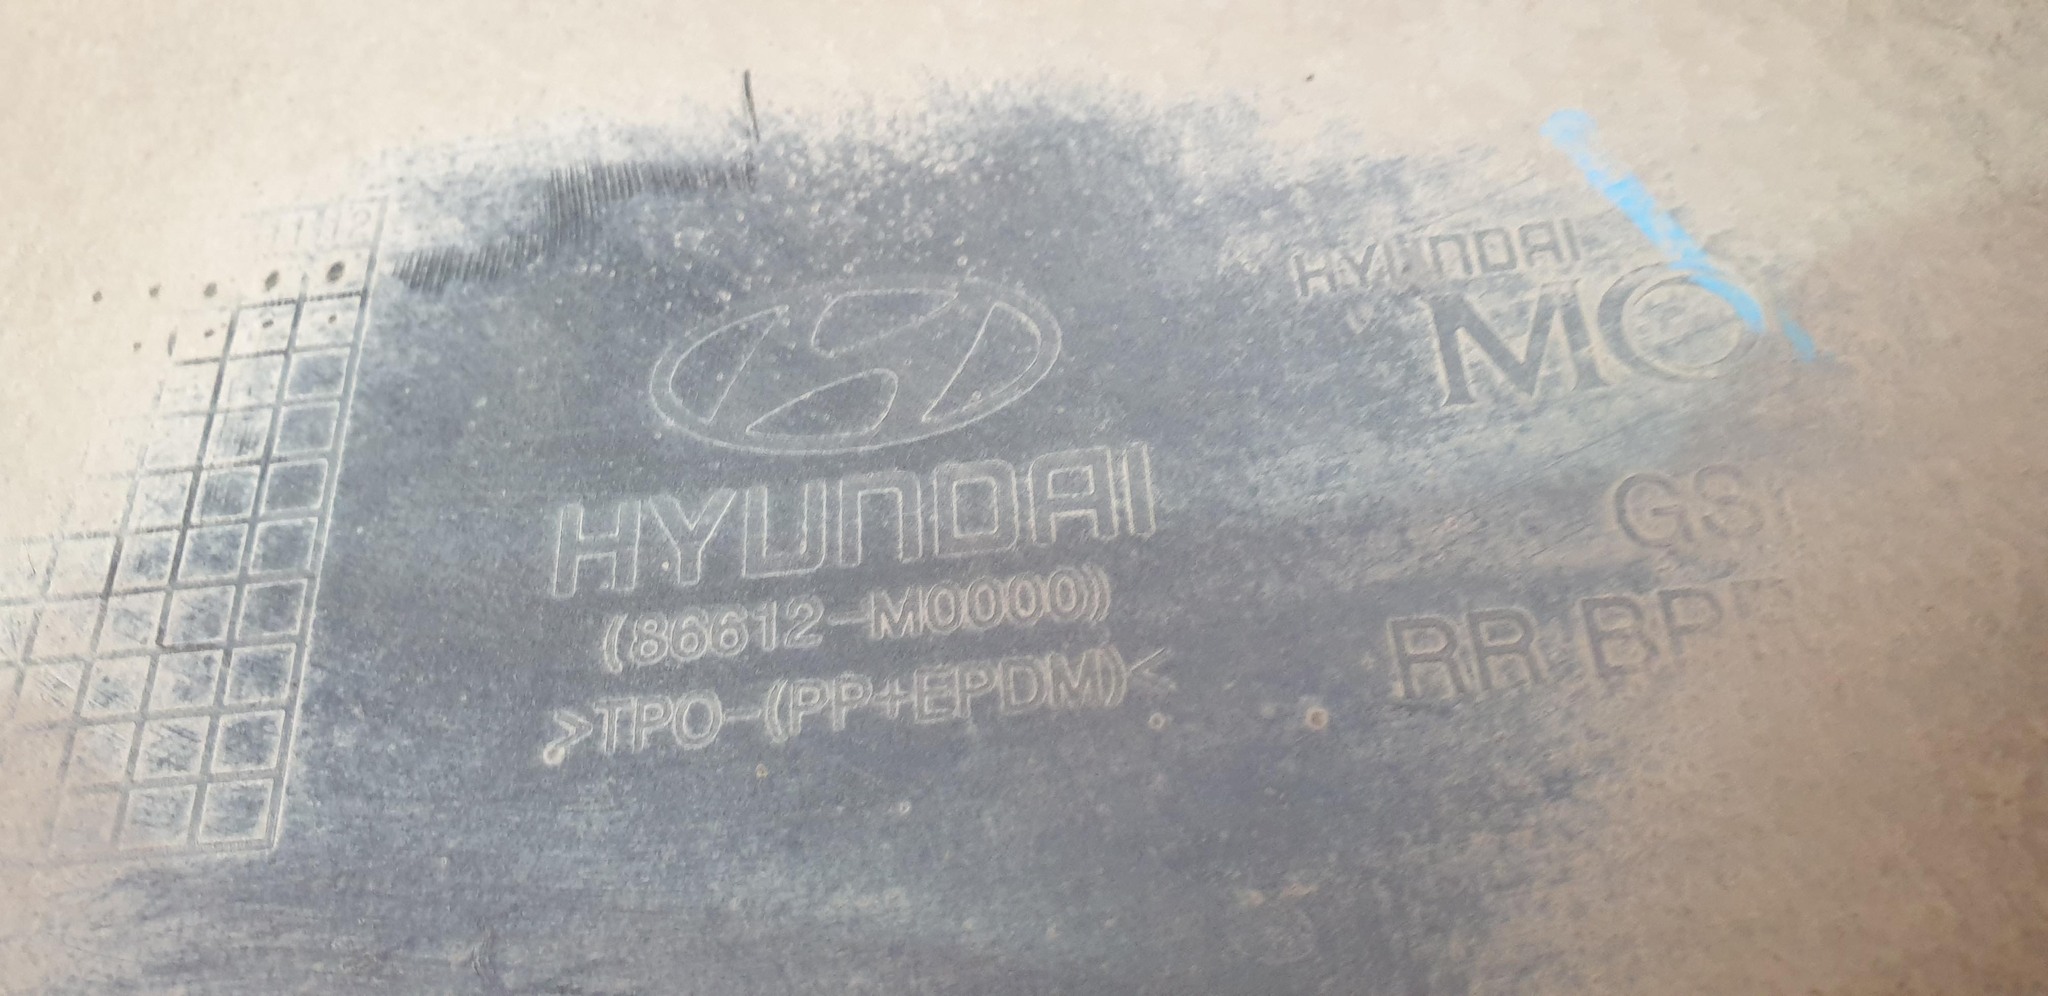 HYUNDAI
(86612-M0000)
>TPO-(PP+EPDM)<
HYUNDAI
MO
GS
RR BP